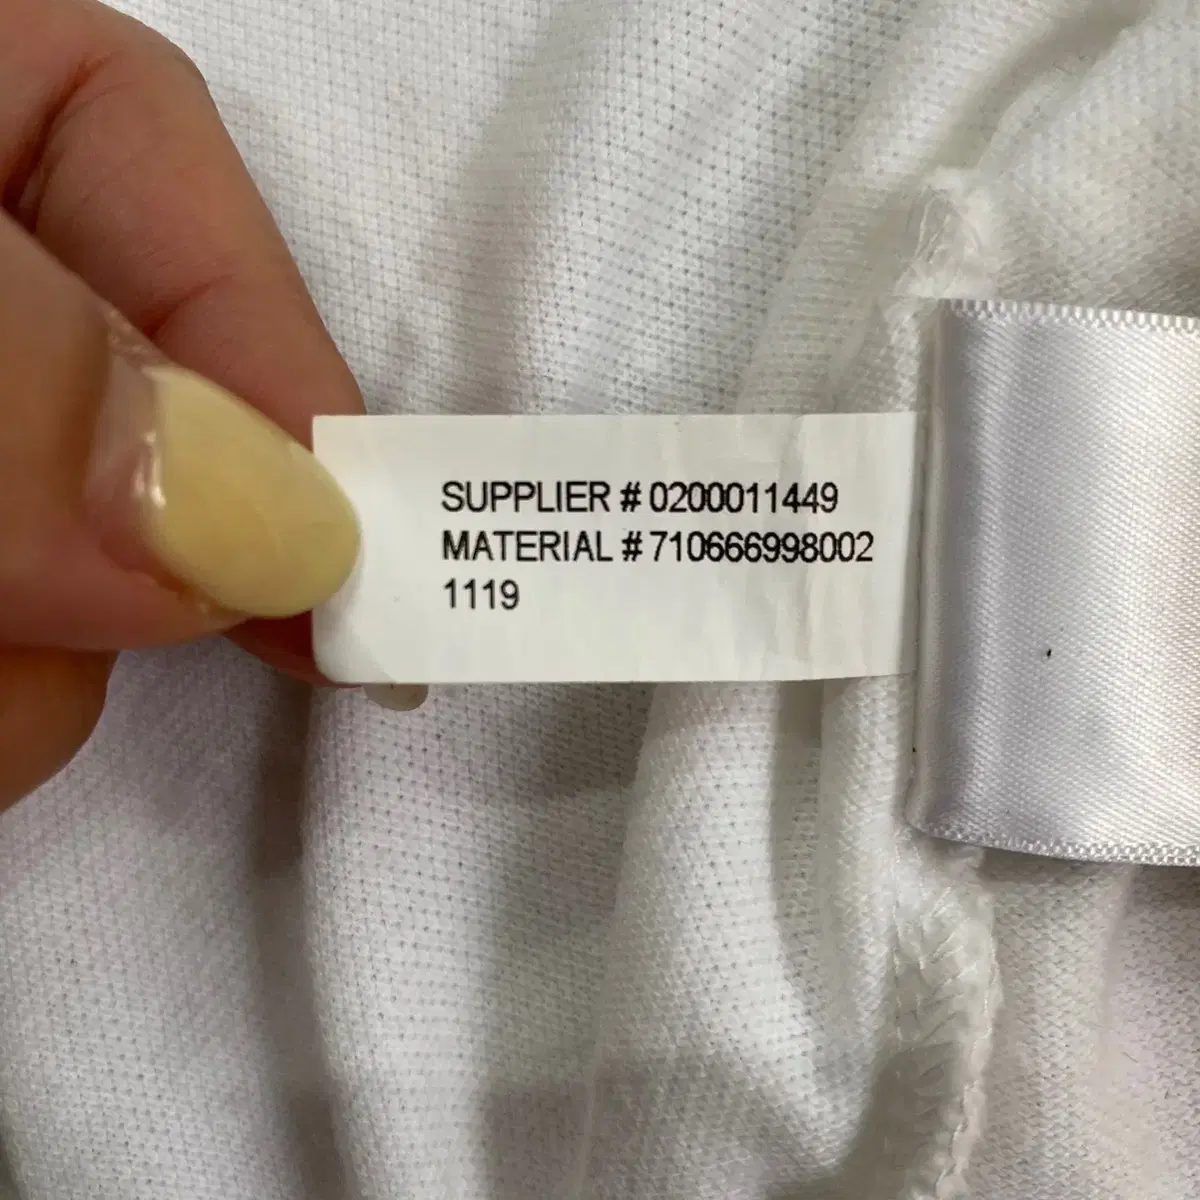 SUPPLIER # 0200011449
MATERIAL # 710666998002
1119